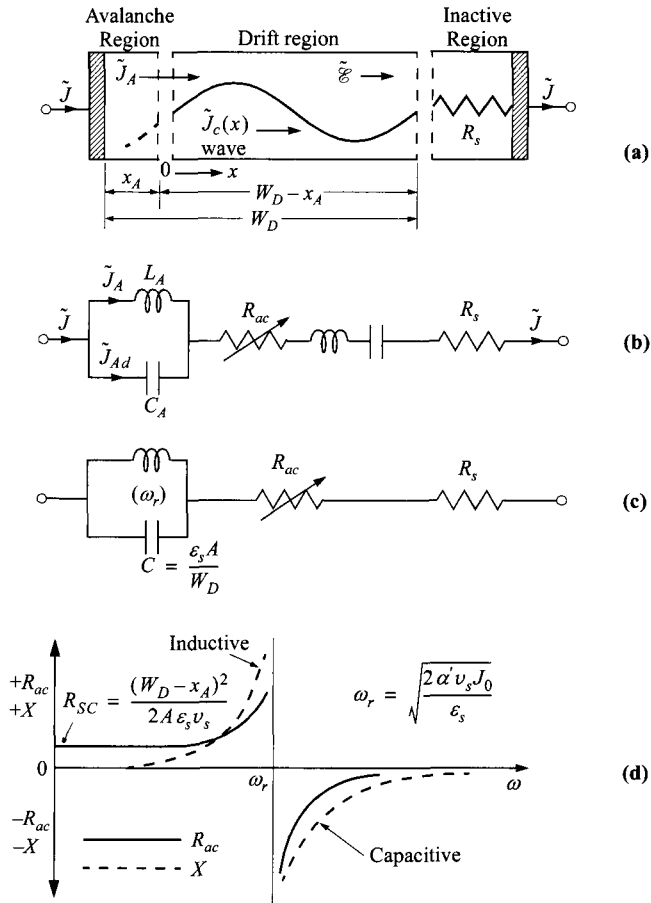 Avalanche Region
Drift region
Inactive Region
J̃
J̃_A
ℰ̃
J̃
J̃_c(x) wave
R_s
(a)
x_A
0
x
W_D − x_A
W_D
J̃_A
L_A
J̃
J̃_Ad
C_A
R_ac
R_s
J̃
(b)
(ω_r)
R_ac
R_s
(c)
C = ε_s A / W_D
Inductive
+R_ac
+X
R_SC = (W_D − x_A)² / 2Aε_s υ_s
ω_r = √(2α′υ_s J_0 / ε_s)
0
ω_r
ω
(d)
−R_ac
−X
R_ac
X
Capacitive